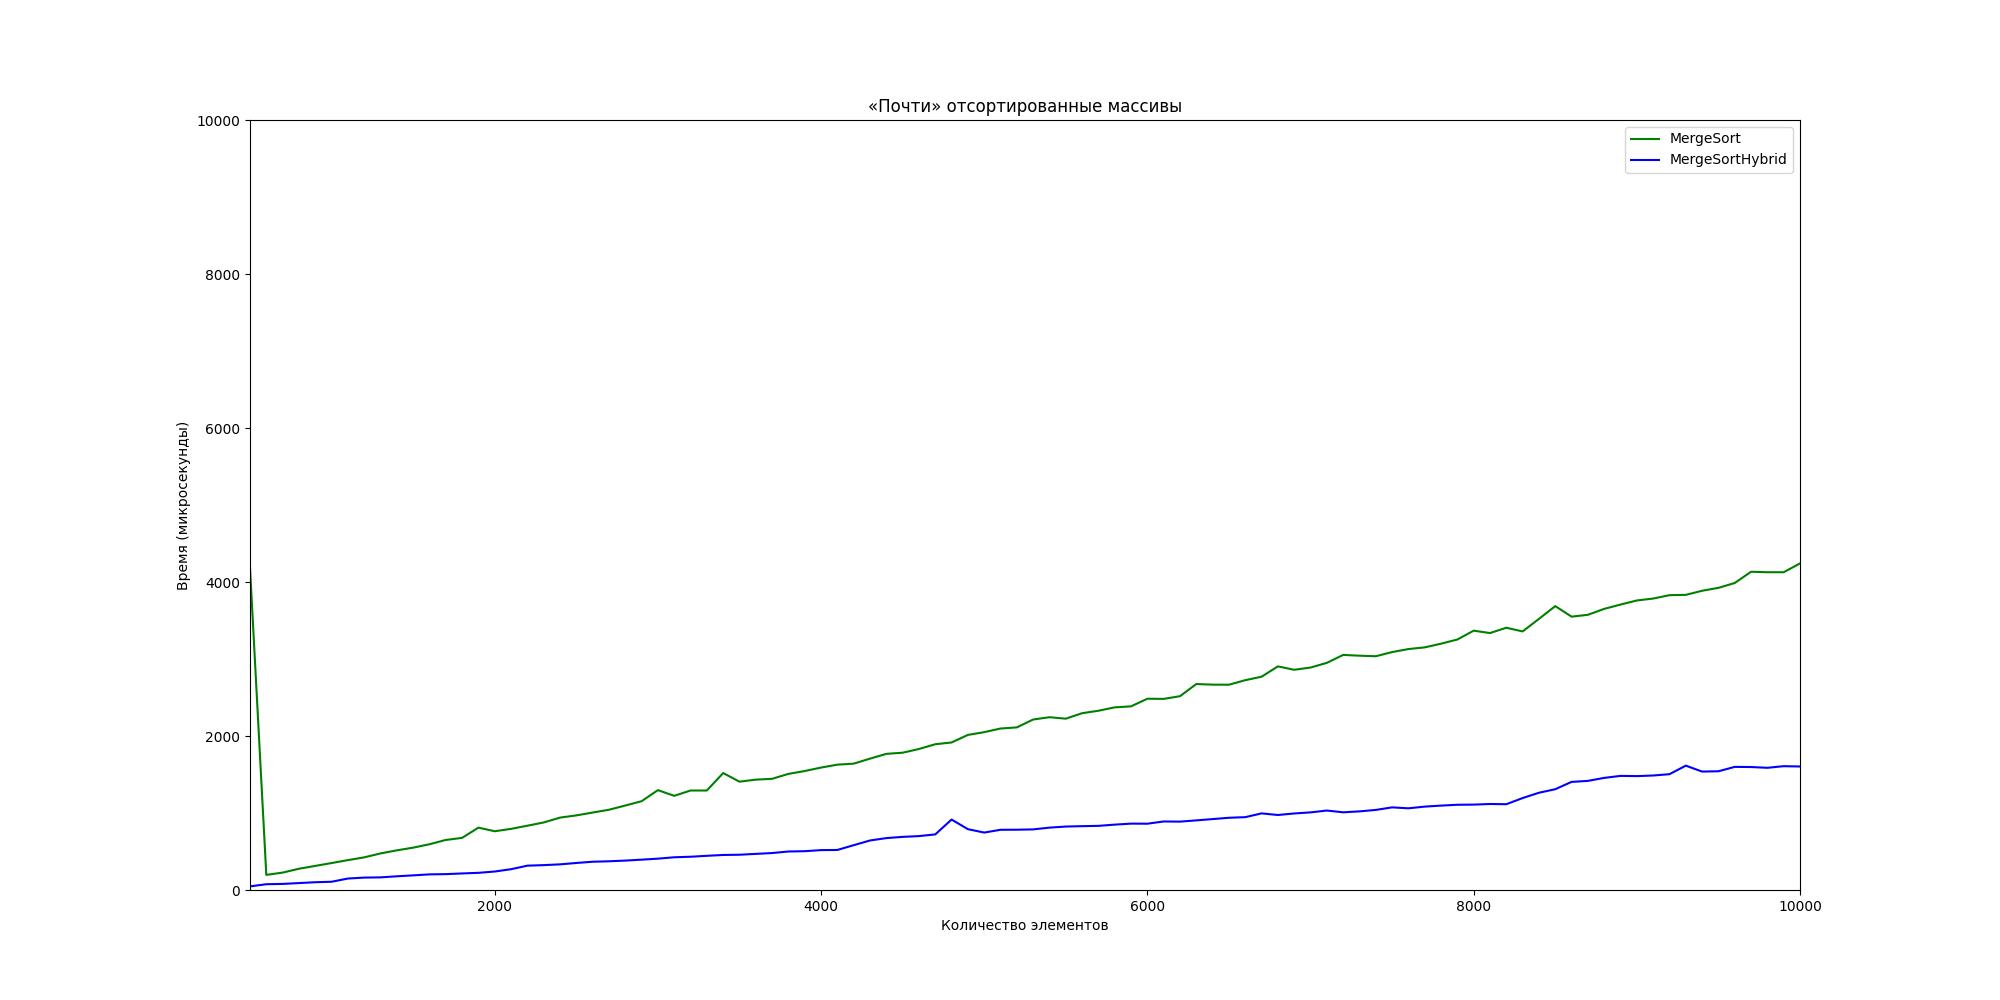 «Почти» отсортированные массивы
MergeSort
MergeSortHybrid
10000
8000
6000
4000
2000
0
Время (микросекунды)
2000
4000
6000
8000
10000
Количество элементов